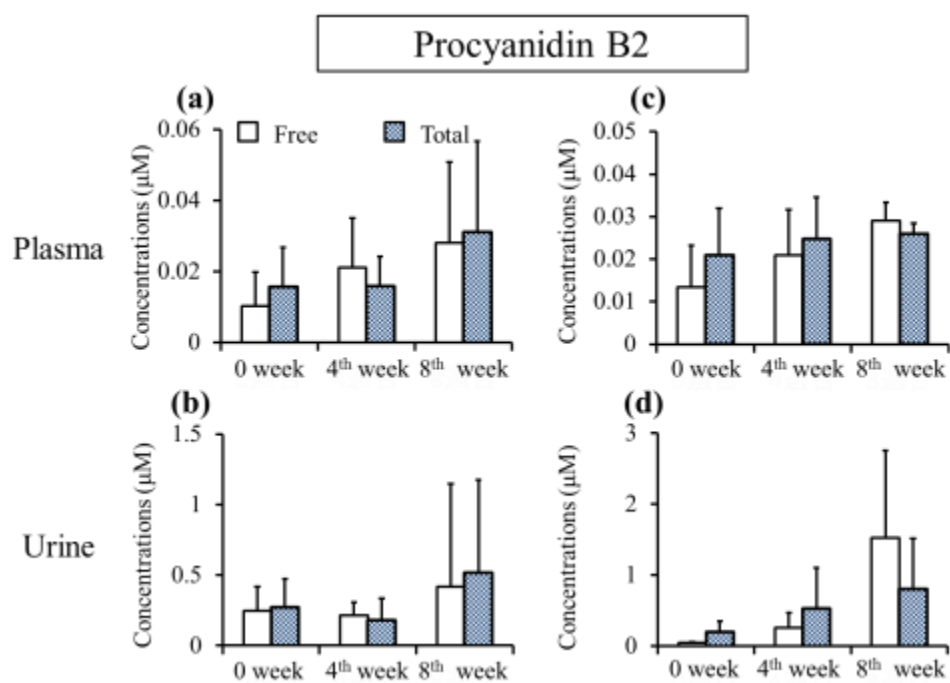 Procyanidin B2
(a)
Free
Total
Concentrations (μM)
0.06
0.04
0.02
0
0 week
4th week
8th week
(c)
Concentrations (μM)
0.05
0.04
0.03
0.02
0.01
0
0 week
4th week
8th week
Plasma
(b)
Concentrations (μM)
1.5
1
0.5
0
0 week
4th week
8th week
(d)
Concentrations (μM)
3
2
1
0
0 week
4th week
8th week
Urine